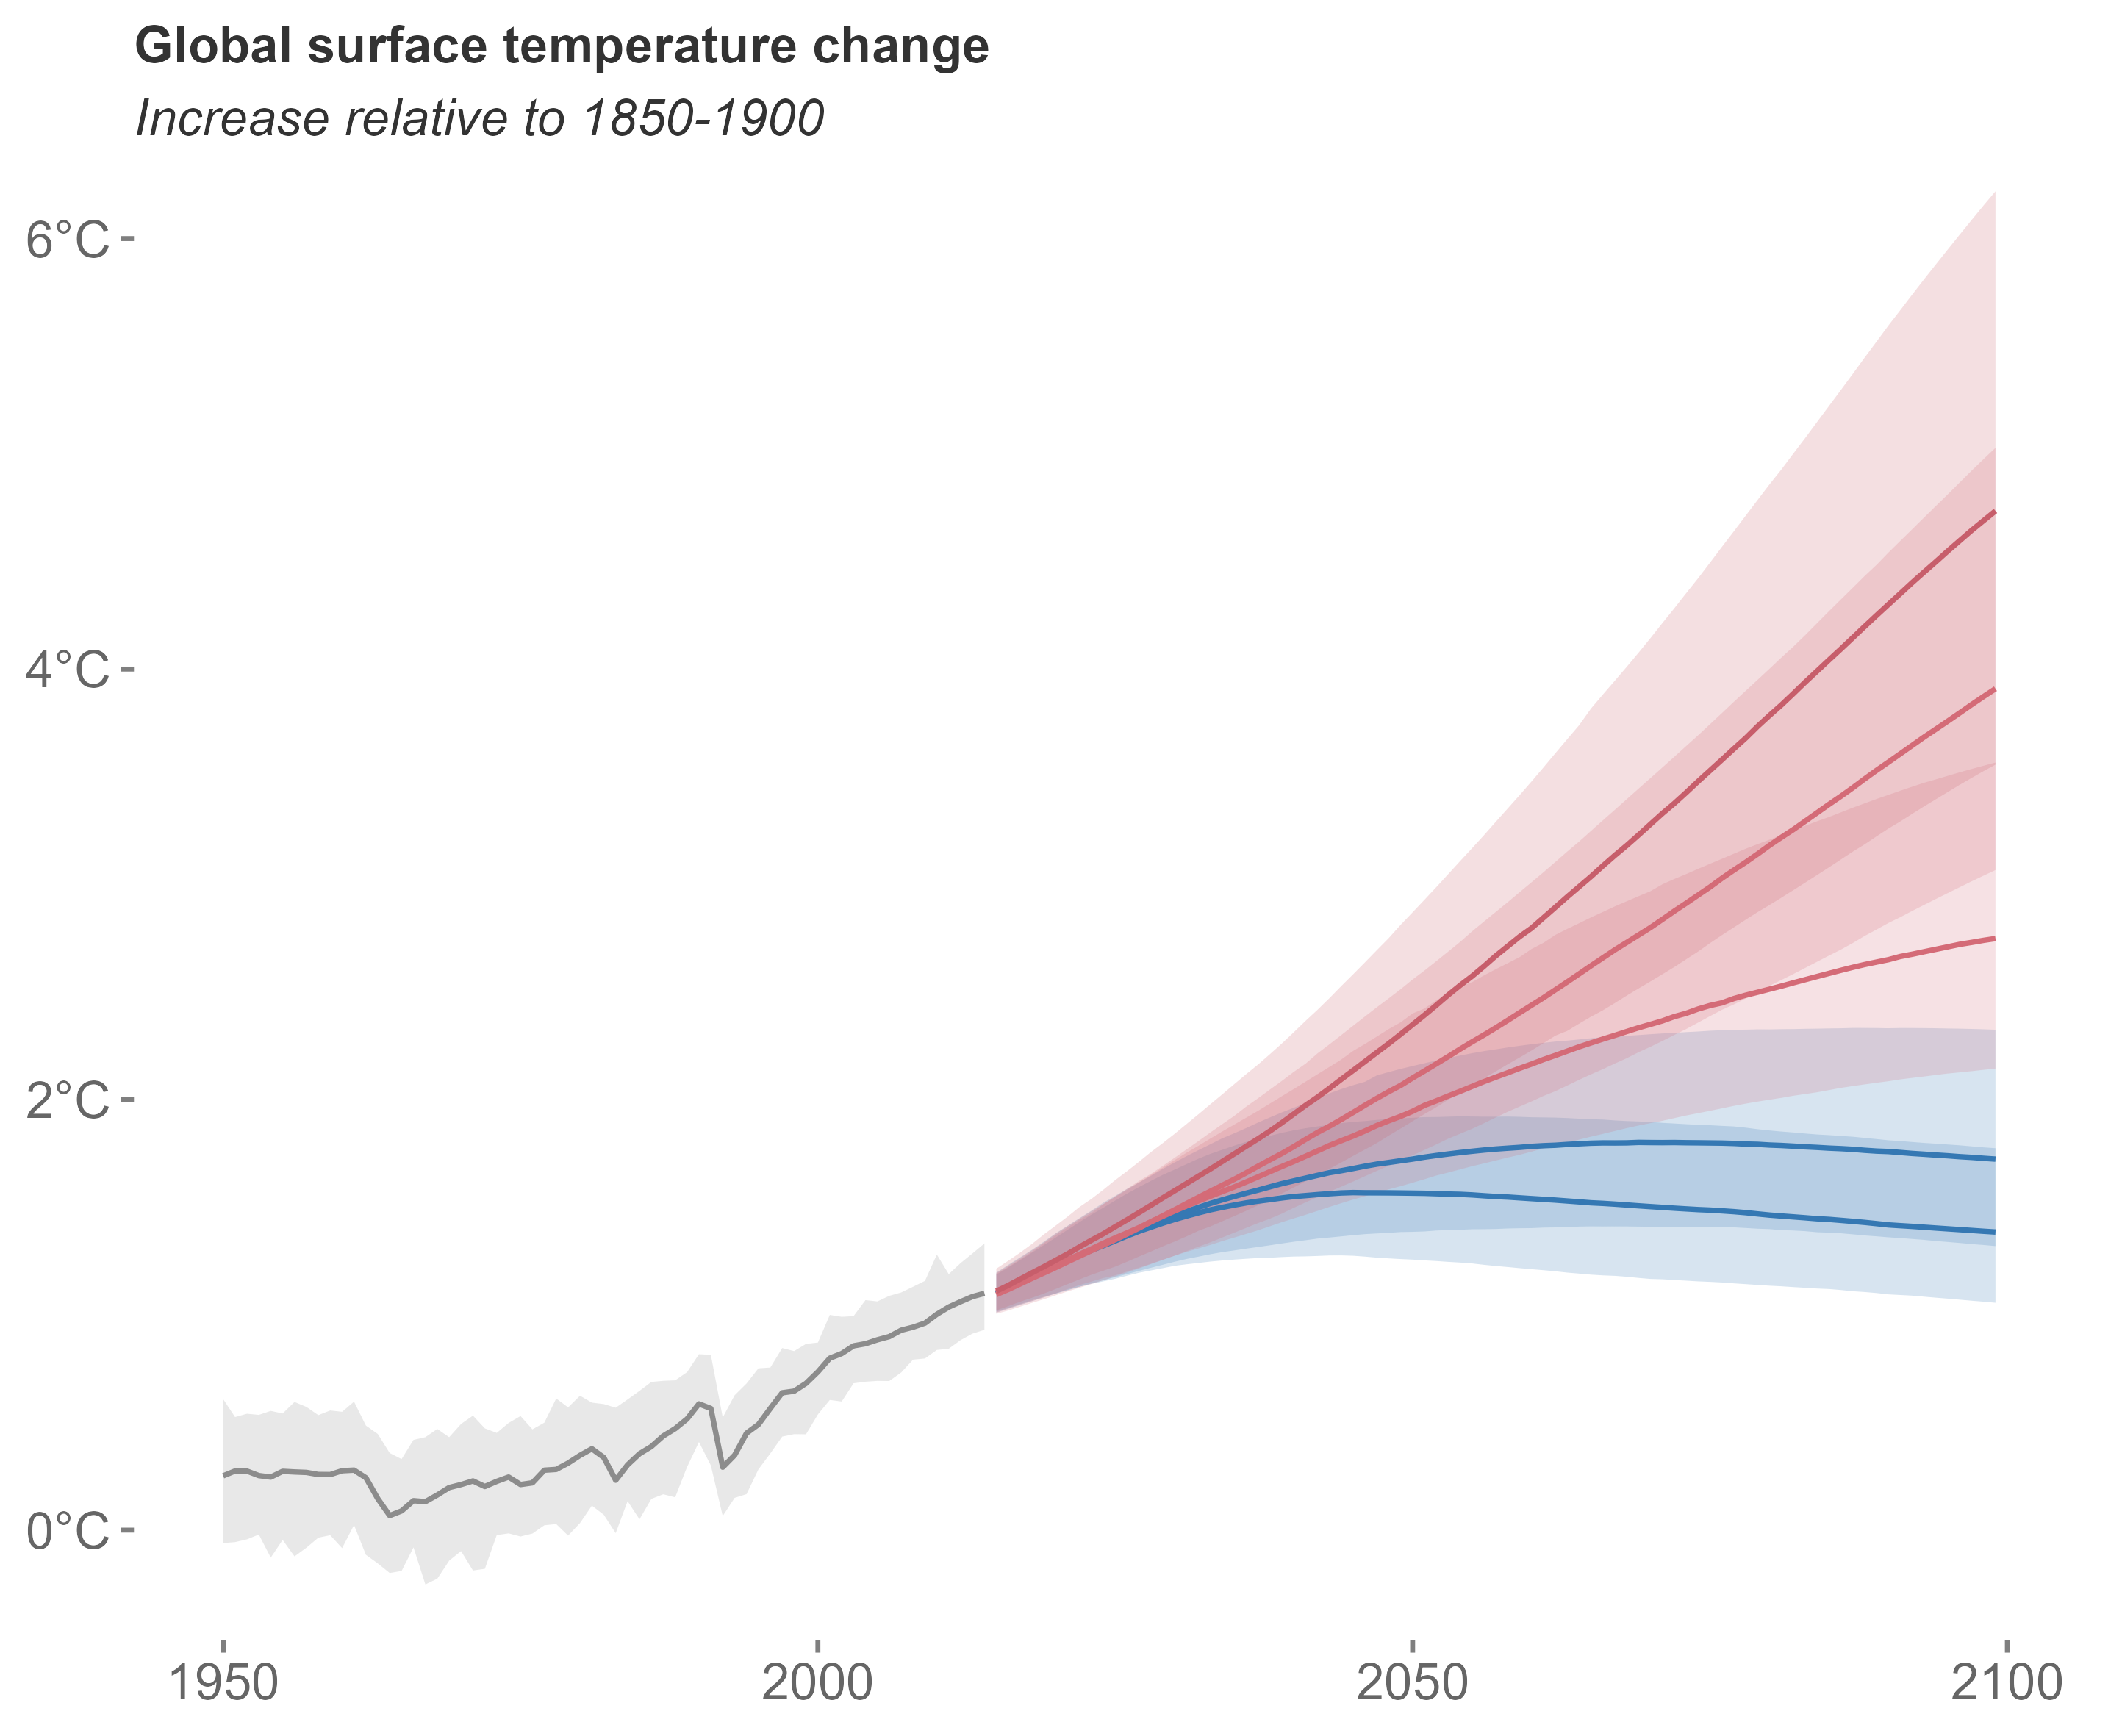 Global surface temperature change
Increase relative to 1850-1900
6°C
4°C
2°C
0°C
1950
2000
2050
2100